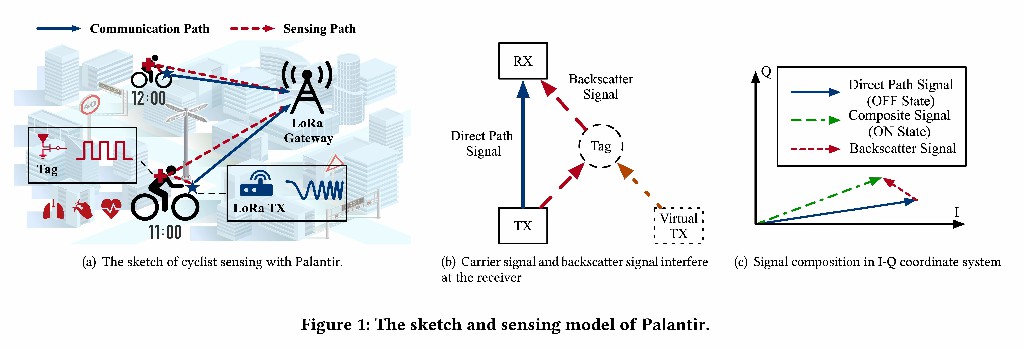 Communication Path
Sensing Path
12:00
40
LoRa
Gateway
Tag
LoRa TX
11:00
(a) The sketch of cyclist sensing with Palantir.
RX
Backscatter
Signal
Direct Path
Signal
Tag
TX
Virtual
TX
(b) Carrier signal and backscatter signal interfere
at the receiver
Q
Direct Path Signal
(OFF State)
Composite Signal
(ON State)
Backscatter Signal
I
(c) Signal composition in I-Q coordinate system
Figure 1: The sketch and sensing model of Palantir.